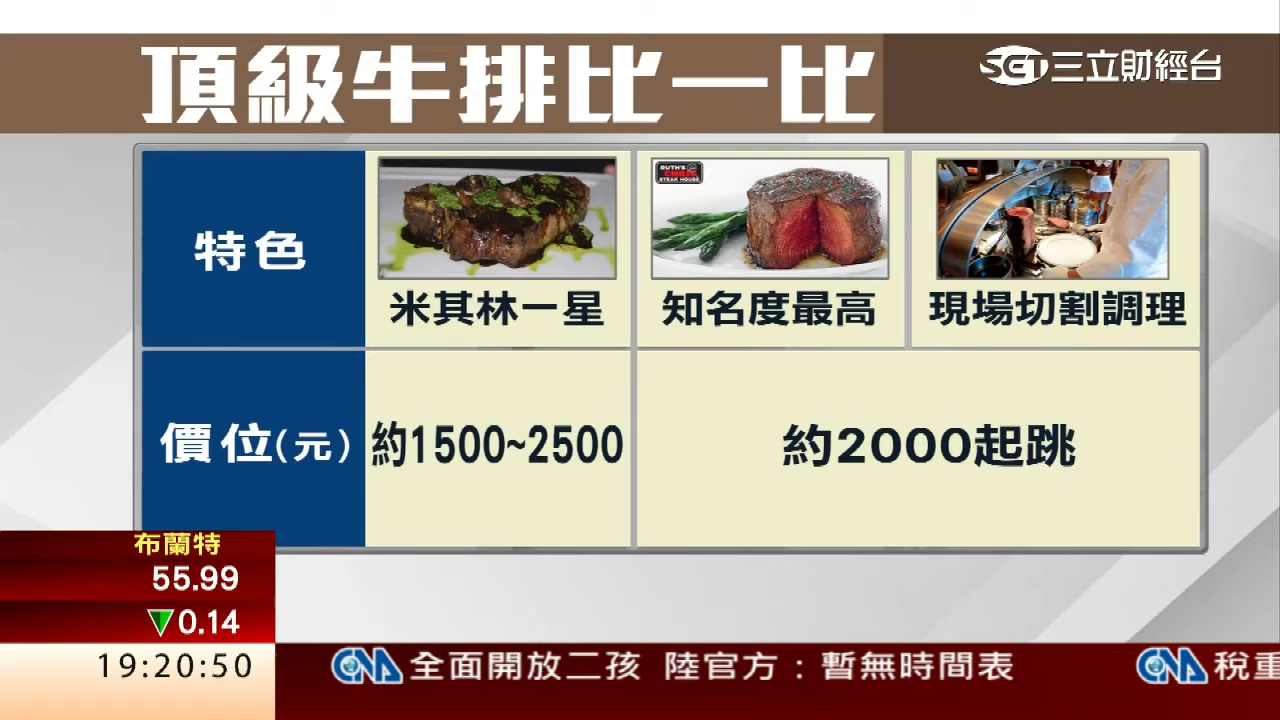 頂級牛排比一比
SET 三立財經台
特色
RUTH'S
CHRIS
STEAK HOUSE
米其林一星
知名度最高
現場切割調理
價位(元)
約1500~2500
約2000起跳
布蘭特
55.99
▼0.14
19:20:50
CNA 全面開放二孩 陸官方：暫無時間表
CNA 稅重